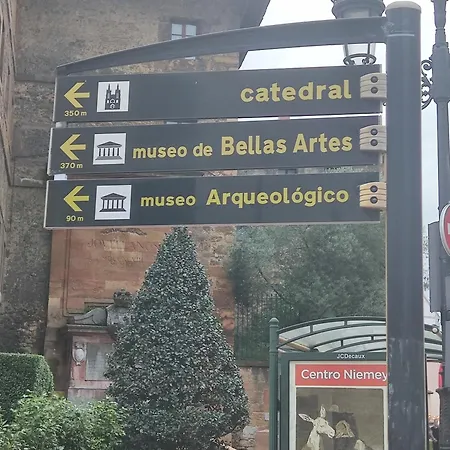 catedral
350 m
museo de Bellas Artes
370 m
museo Arqueológico
90 m
JCDecaux
Centro Niemey